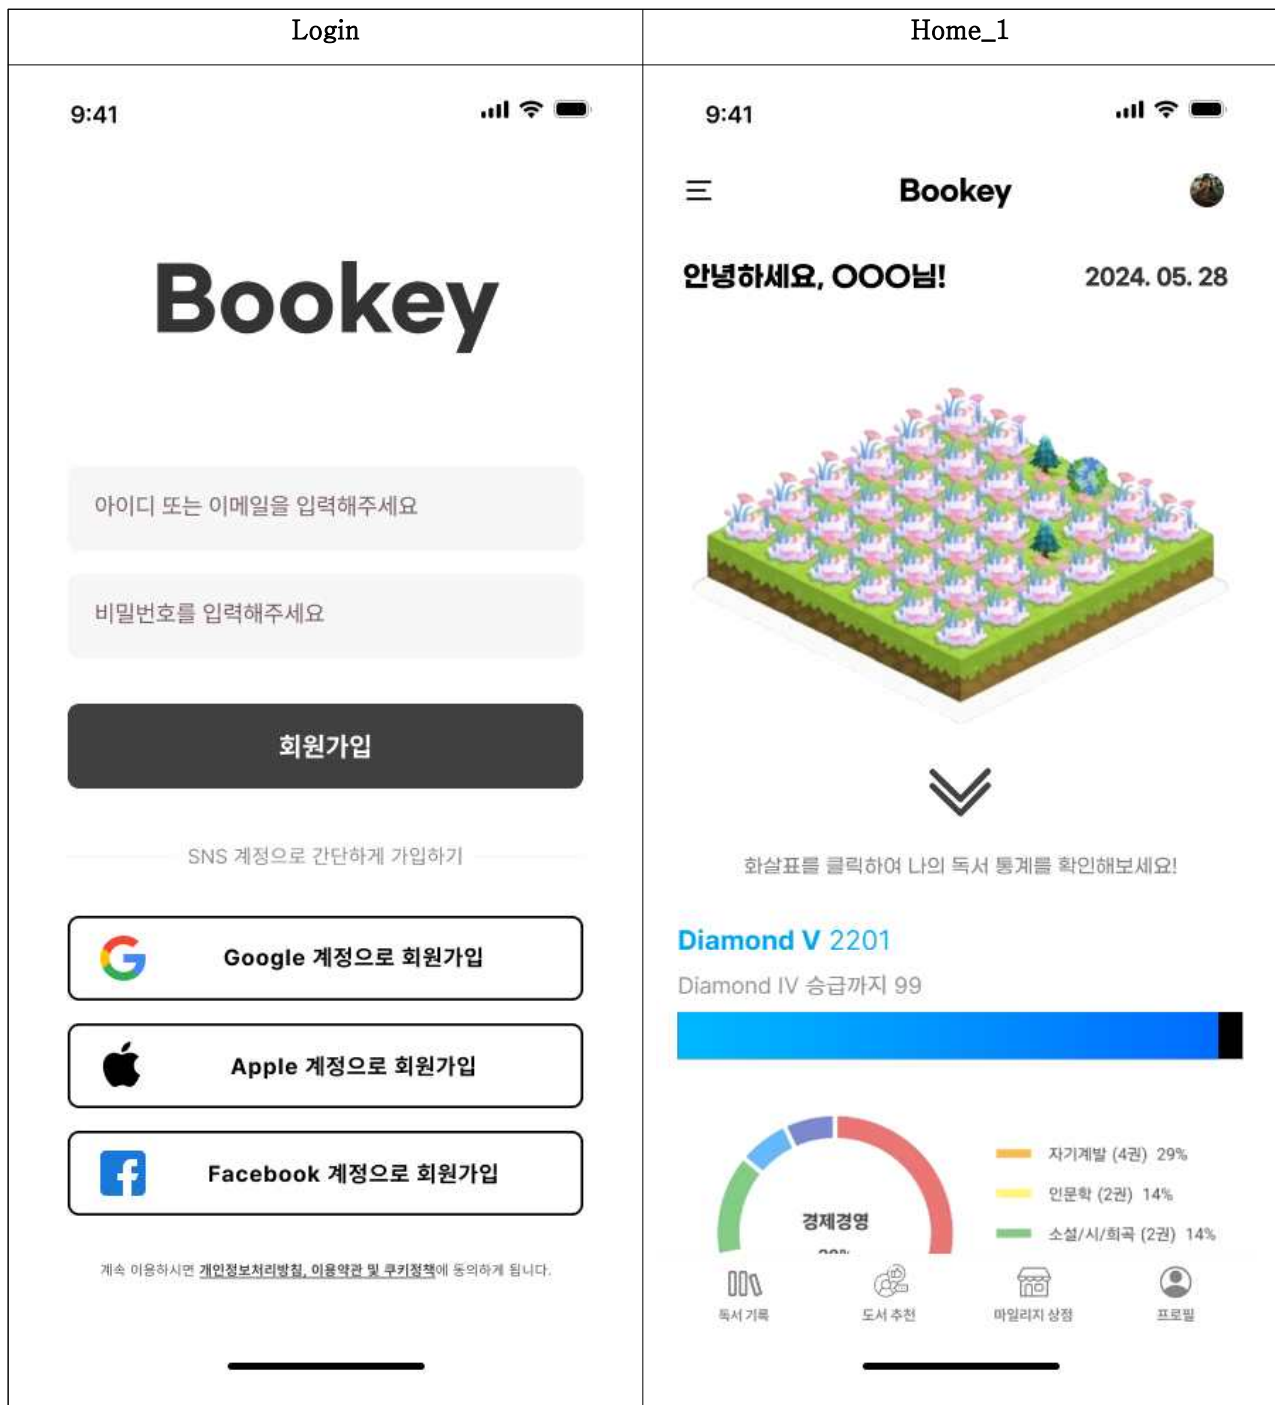 Login
9:41
Bookey
아이디 또는 이메일을 입력해주세요
비밀번호를 입력해주세요
회원가입
SNS 계정으로 간단하게 가입하기
Google 계정으로 회원가입
Apple 계정으로 회원가입
Facebook 계정으로 회원가입
계속 이용하시면 개인정보처리방침, 이용약관 및 쿠키정책에 동의하게 됩니다.
Home_1
9:41
Bookey
안녕하세요, OOO님!
2024. 05. 28
화살표를 클릭하여 나의 독서 통계를 확인해보세요!
Diamond V 2201
Diamond IV 승급까지 99
경제경영
자기계발 (4권) 29%
인문학 (2권) 14%
소설/시/희곡 (2권) 14%
독서 기록
도서 추천
마일리지 상점
프로필